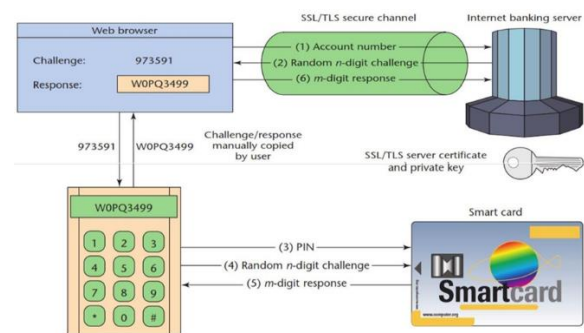 Web browser
Challenge: 973591
Response: W0PQ3499
SSL/TLS secure channel
(1) Account number
(2) Random n-digit challenge
(6) m-digit response
Internet banking server
973591
W0PQ3499
Challenge/response
manually copied
by user
SSL/TLS server certificate
and private key
W0PQ3499
1 2 3
4 5 6
7 8 9
* 0 #
(3) PIN
(4) Random n-digit challenge
(5) m-digit response
Smart card
Smartcard
www.computer.org